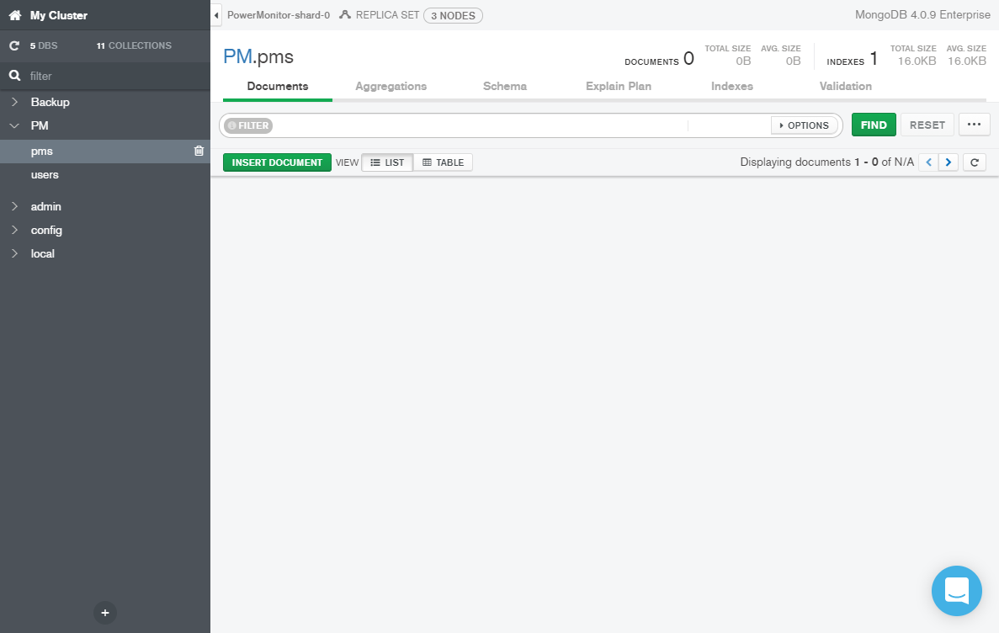 My Cluster
5 DBS 11 COLLECTIONS
filter
Backup
PM
pms
users
admin
config
local
+
PowerMonitor-shard-0 REPLICA SET 3 NODES MongoDB 4.0.9 Enterprise
PM.pms
DOCUMENTS 0 TOTAL SIZE 0B AVG. SIZE 0B INDEXES 1 TOTAL SIZE 16.0KB AVG. SIZE 16.0KB
Documents Aggregations Schema Explain Plan Indexes Validation
FILTER OPTIONS FIND RESET ...
INSERT DOCUMENT VIEW LIST TABLE Displaying documents 1 - 0 of N/A < >